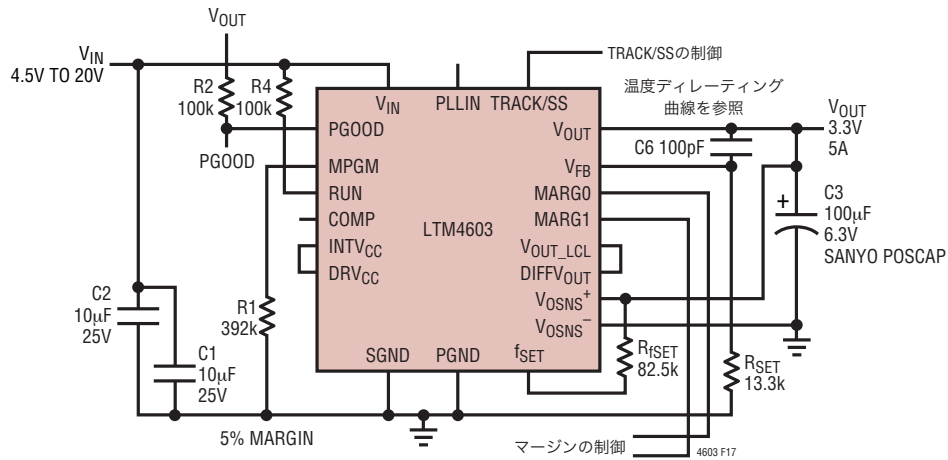 VOUT
VIN
4.5V TO 20V
R2
100k
R4
100k
PGOOD
TRACK/SSの制御
温度ディレーティング
曲線を参照
VIN
PLLIN
TRACK/SS
PGOOD
MPGM
RUN
COMP
INTVCC
DRVCC
LTM4603
VOUT
VFB
MARG0
MARG1
VOUT_LCL
DIFFVOUT
VOSNS+
VOSNS–
SGND
PGND
fSET
C6 100pF
VOUT
3.3V
5A
+
C3
100µF
6.3V
SANYO POSCAP
C2
10µF
25V
C1
10µF
25V
R1
392k
RfSET
82.5k
RSET
13.3k
5% MARGIN
マージンの制御
4603 F17